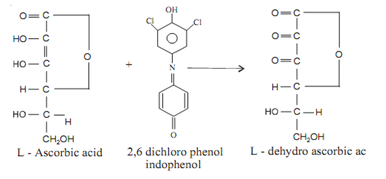 O=C
HO-C
HO-C
H-C
HO-C-H
CH₂OH
O
L - Ascorbic acid
+
OH
Cl
Cl
N
O
2,6 dichloro phenol
indophenol
O=C
O=C
O=C
H-C
HO-C-H
CH₂OH
O
L - dehydro ascorbic ac